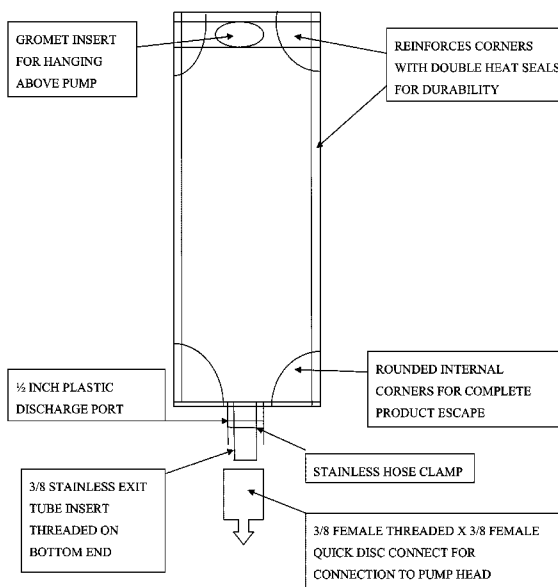 GROMET INSERT
FOR HANGING
ABOVE PUMP
REINFORCES CORNERS
WITH DOUBLE HEAT SEALS
FOR DURABILITY
½ INCH PLASTIC
DISCHARGE PORT
ROUNDED INTERNAL
CORNERS FOR COMPLETE
PRODUCT ESCAPE
STAINLESS HOSE CLAMP
3/8 STAINLESS EXIT
TUBE INSERT
THREADED ON
BOTTOM END
3/8 FEMALE THREADED X 3/8 FEMALE
QUICK DISC CONNECT FOR
CONNECTION TO PUMP HEAD